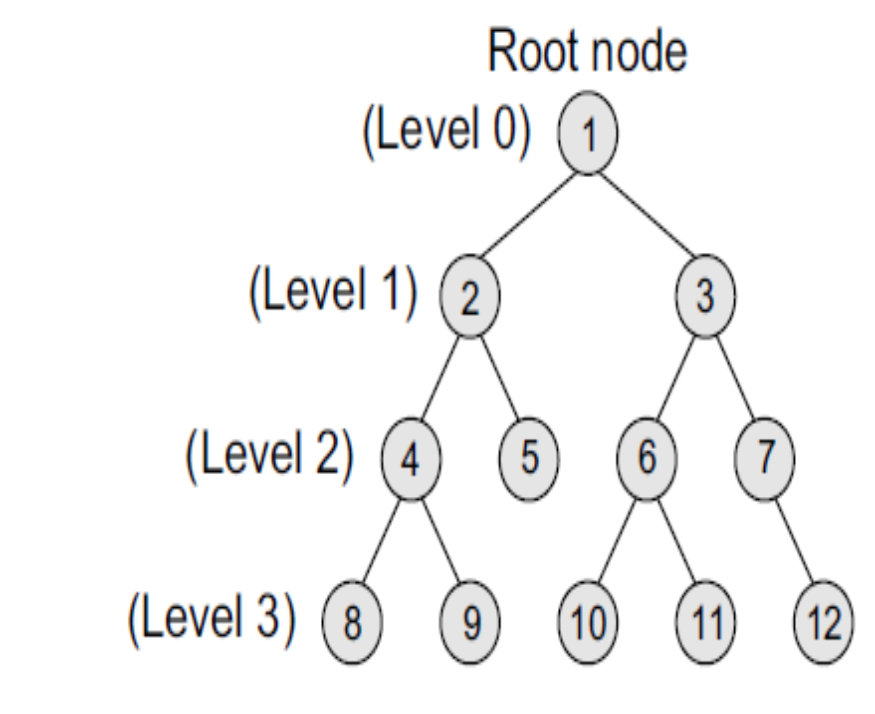 Root node
(Level 0) 1
(Level 1) 2 3
(Level 2) 4 5 6 7
(Level 3) 8 9 10 11 12